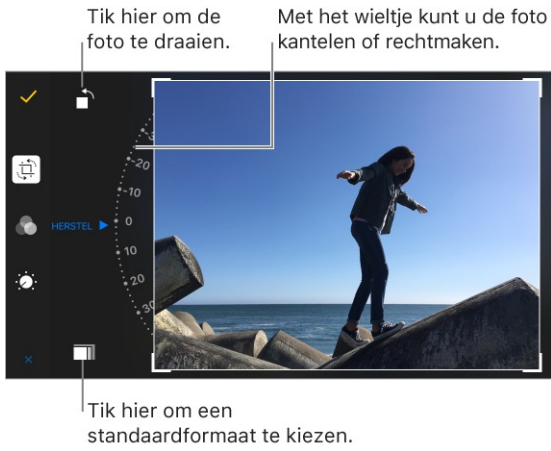 Tik hier om de
foto te draaien.
Met het wieltje kunt u de foto
kantelen of rechtmaken.
-20
-10
HERSTEL
0
10
20
30
Tik hier om een
standaardformaat te kiezen.